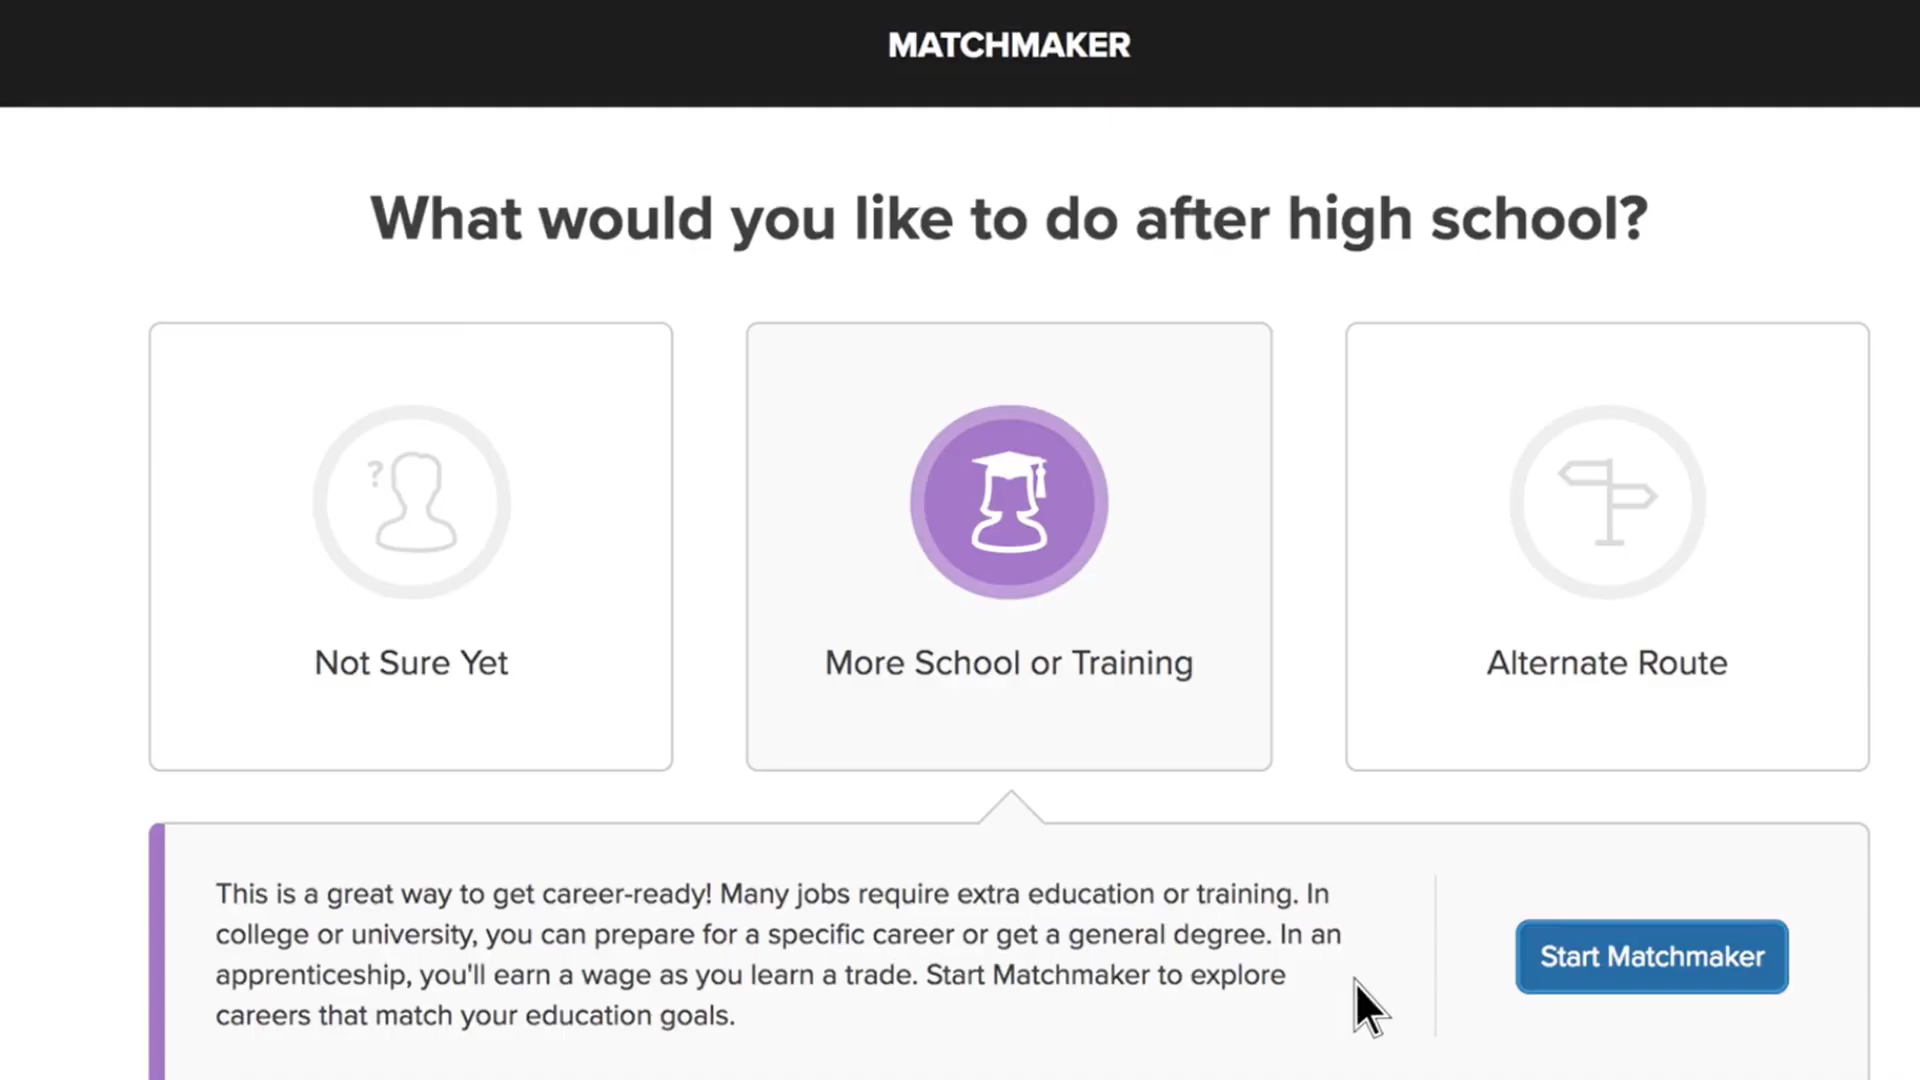 MATCHMAKER
What would you like to do after high school?
?
Not Sure Yet
More School or Training
Alternate Route
This is a great way to get career-ready! Many jobs require extra education or training. In
college or university, you can prepare for a specific career or get a general degree. In an
apprenticeship, you'll earn a wage as you learn a trade. Start Matchmaker to explore
careers that match your education goals.
Start Matchmaker